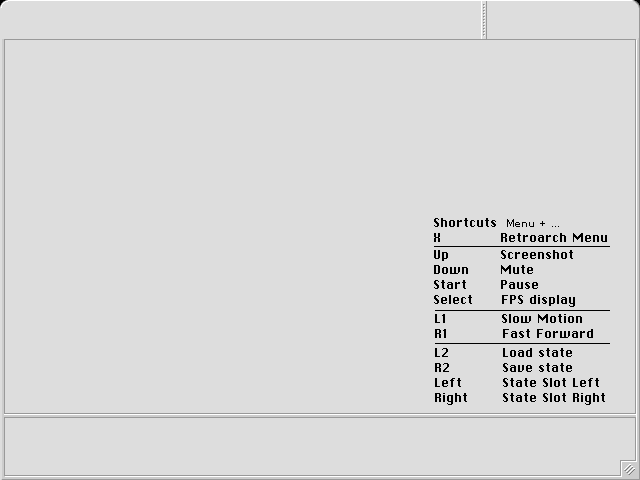 Shortcuts Menu + ...
X Retroarch Menu
Up Screenshot
Down Mute
Start Pause
Select FPS display
L1 Slow Motion
R1 Fast Forward
L2 Load state
R2 Save state
Left State Slot Left
Right State Slot Right